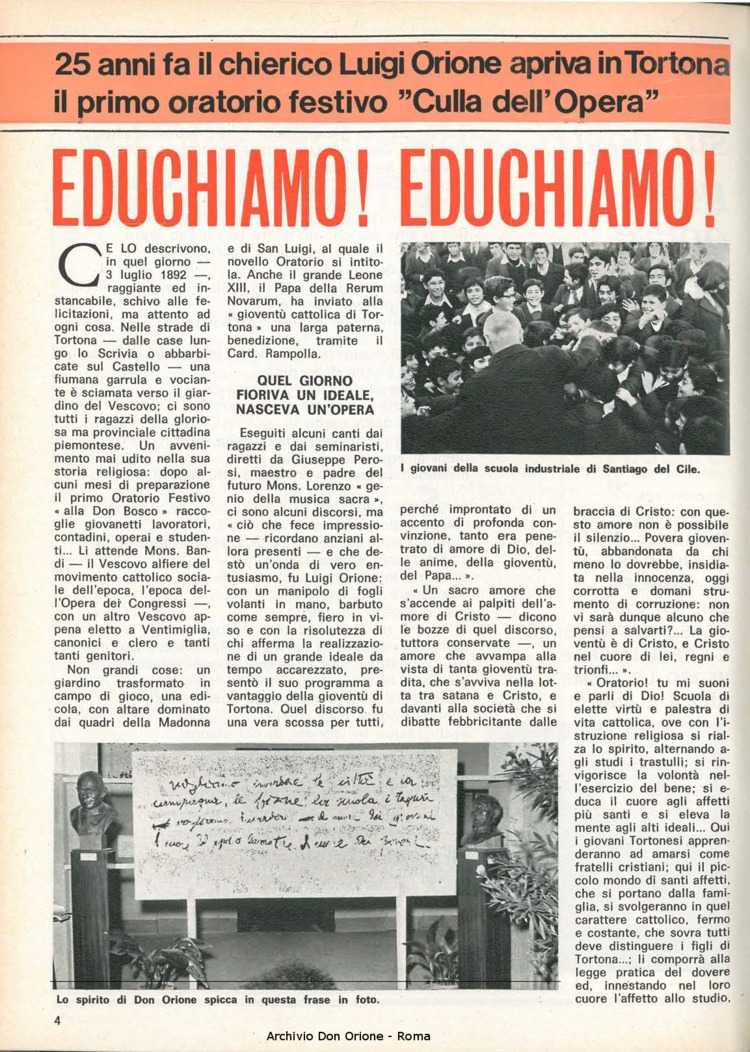 25 anni fa il chierico Luigi Orione apriva in Tortona
il primo oratorio festivo "Culla dell'Opera"
EDUCHIAMO! EDUCHIAMO!
CE LO descrivono,
in quel giorno —
3 luglio 1892 —,
raggiante ed in-
stancabile, schivo alle fe-
licitazioni, ma attento ad
ogni cosa. Nelle strade di
Tortona — dalle case lun-
go lo Scrivia o abbarbi-
cate sul Castello — una
fiumana garrula e vocian-
te è sciamata verso il giar-
dino del Vescovo; ci sono
tutti i ragazzi della glorio-
sa ma provinciale cittadina
piemontese. Un avveni-
mento mai udito nella sua
storia religiosa: dopo al-
cuni mesi di preparazione
il primo Oratorio Festivo
« alla Don Bosco » racco-
glie giovanetti lavoratori,
contadini, operai e studen-
ti... Li attende Mons. Ban-
di — il Vescovo alfiere del
movimento cattolico socia-
le dell'epoca, l'epoca del-
l'Opera dei Congressi —,
con un altro Vescovo ap-
pena eletto a Ventimiglia,
canonici e clero e tanti
tanti genitori.
Non grandi cose: un
giardino trasformato in
campo di gioco, una edi-
cola, con altare dominato
dai quadri della Madonna
e di San Luigi, al quale il
novello Oratorio si intito-
la. Anche il grande Leone
XIII, il Papa della Rerum
Novarum, ha inviato alla
« gioventù cattolica di Tor-
tona » una larga paterna,
benedizione, tramite il
Card. Rampolla.
QUEL GIORNO
FIORIVA UN IDEALE,
NASCEVA UN'OPERA
Eseguiti alcuni canti dai
ragazzi e dai seminaristi,
diretti da Giuseppe Pero-
si, maestro e padre del
futuro Mons. Lorenzo « ge-
nio della musica sacra »,
ci sono alcuni discorsi, ma
« ciò che fece impressio-
ne — ricordano anziani al-
lora presenti — e che de-
stò un'onda di vero en-
tusiasmo, fu Luigi Orione:
con un manipolo di fogli
volanti in mano, barbuto
come sempre, fiero in vi-
so e con la risolutezza di
chi afferma la realizzazio-
ne di un grande ideale da
tempo accarezzato, pre-
sentò il suo programma a
vantaggio della gioventù di
Tortona. Quel discorso fu
una vera scossa per tutti,
I giovani della scuola industriale di Santiago del Cile.
perché improntato di un
accento di profonda con-
vinzione, tanto era pene-
trato di amore di Dio, del-
le anime, della gioventù,
del Papa... ».
« Un sacro amore che
s'accende ai palpiti dell'a-
more di Cristo — dicono
le bozze di quel discorso,
tuttora conservate —, un
amore che avvampa alla
vista di tanta gioventù tra-
dita, che s'avviva nella lot-
ta tra satana e Cristo, e
davanti alla società che si
dibatte febbricitante dalle
braccia di Cristo: con que-
sto amore non è possibile
il silenzio... Povera gioven-
tù, abbandonata da chi
meno lo dovrebbe, insidia-
ta nella innocenza, oggi
corrotta e domani stru-
mento di corruzione: non
vi sarà dunque alcuno che
pensi a salvarti?... La gio-
ventù è di Cristo, e Cristo
nel cuore di lei, regni e
trionfi... ».
« Oratorio! tu mi suoni
e parli di Dio! Scuola di
elette virtù e palestra di
vita cattolica, ove con l'i-
struzione religiosa si rial-
za lo spirito, alternando a-
gli studi i trastulli; si rin-
vigorisce la volontà nel-
l'esercizio del bene; si e-
duca il cuore agli affetti
più santi e si eleva la
mente agli alti ideali... Qui
i giovani Tortonesi appren-
deranno ad amarsi come
fratelli cristiani; qui il pic-
colo mondo di santi affetti,
che si portano dalla fami-
glia, si svolgeranno in quel
carattere cattolico, fermo
e costante, che sovra tutti
deve distinguere i figli di
Tortona...; li comporrà alla
legge pratica del dovere
ed, innestando nel loro
cuore l'affetto allo studio,
vogliamo le città e
le
Lo spirito di Don Orione spicca in questa frase in foto.
4
Archivio Don Orione - Roma